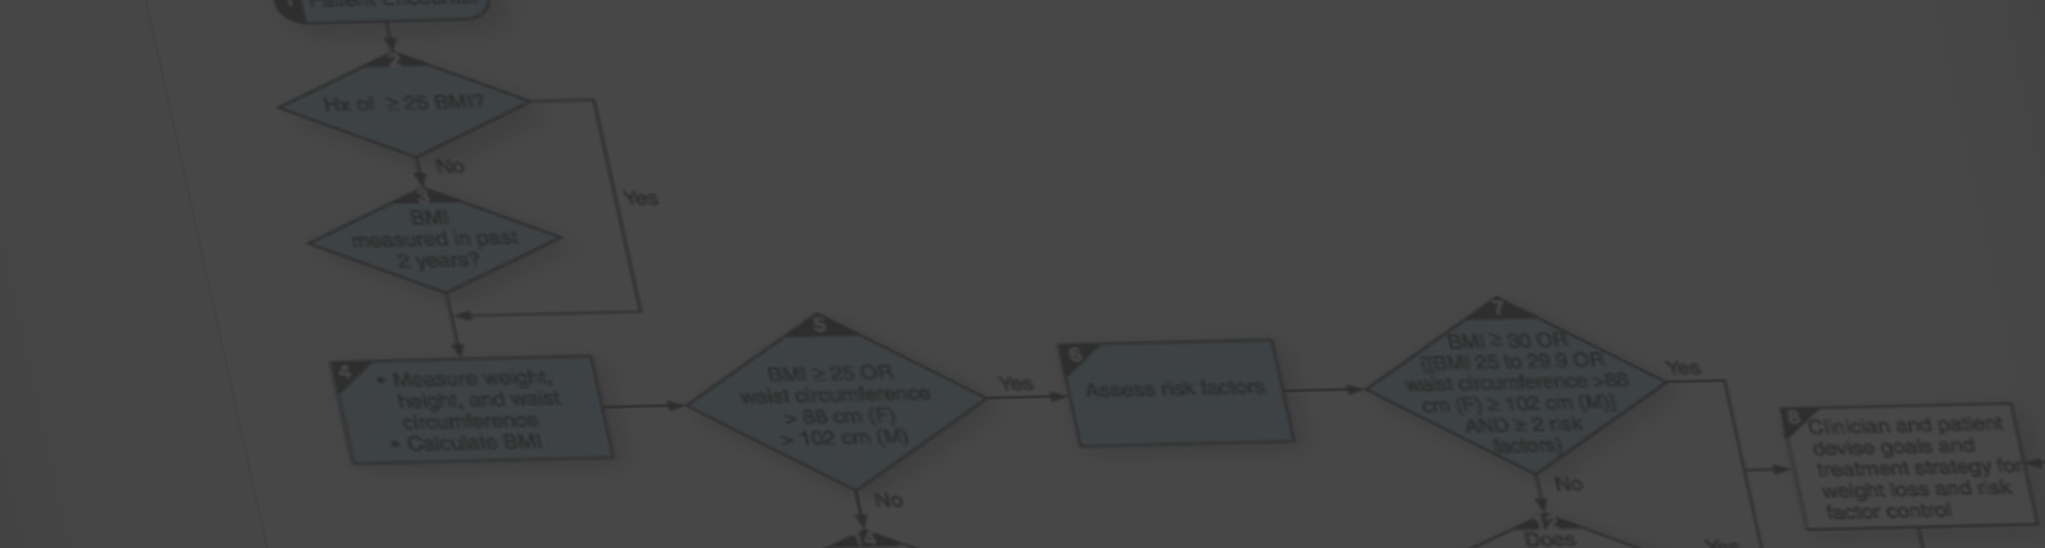 1
Patient Encounter
2
Hx of ≥ 25 BMI?
No
Yes
3
BMI
measured in past
2 years?
4
• Measure weight,
height, and waist
circumference
• Calculate BMI
5
BMI ≥ 25 OR
waist circumference
> 88 cm (F)
> 102 cm (M)
Yes
No
6
Assess risk factors
7
BMI ≥ 30 OR
{[BMI 25 to 29.9 OR
waist circumference >88
cm (F) ≥ 102 cm (M)]
AND ≥ 2 risk
factors}
Yes
No
8
Clinician and patient
devise goals and
treatment strategy for
weight loss and risk
factor control
14
Does
Yes